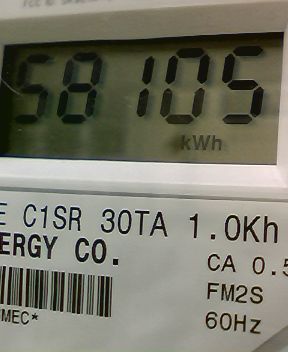 58105
kWh
E C1SR 30TA 1.0Kh
ERGY CO.
CA 0.5
FM2S
MEC*
60Hz